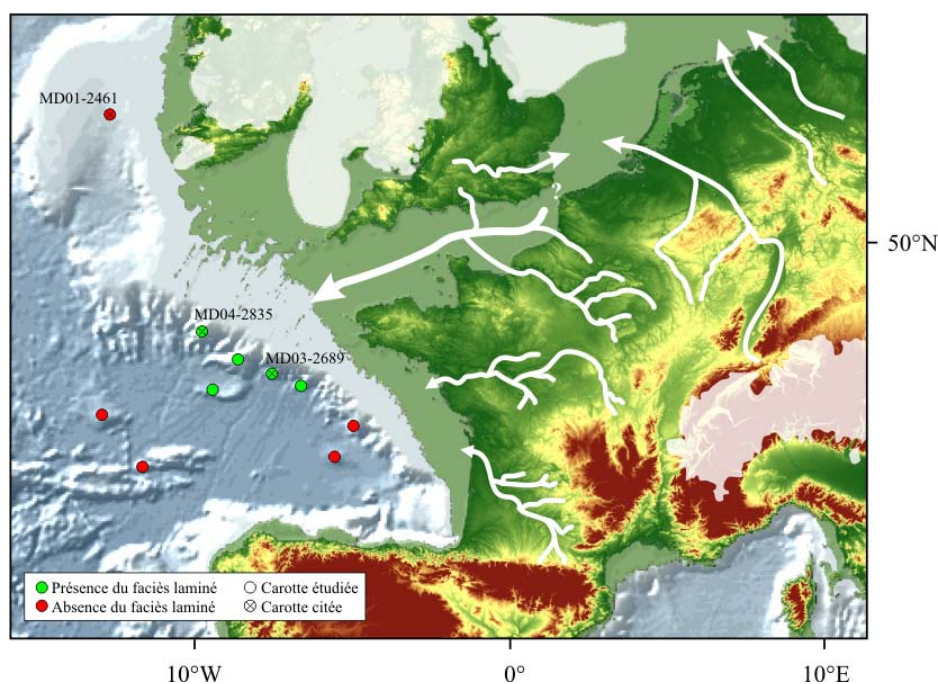 MD01-2461
?
50°N
MD04-2835
MD03-2689
Présence du faciès laminé
Carotte étudiée
Absence du faciès laminé
Carotte citée
10°W
0°
10°E